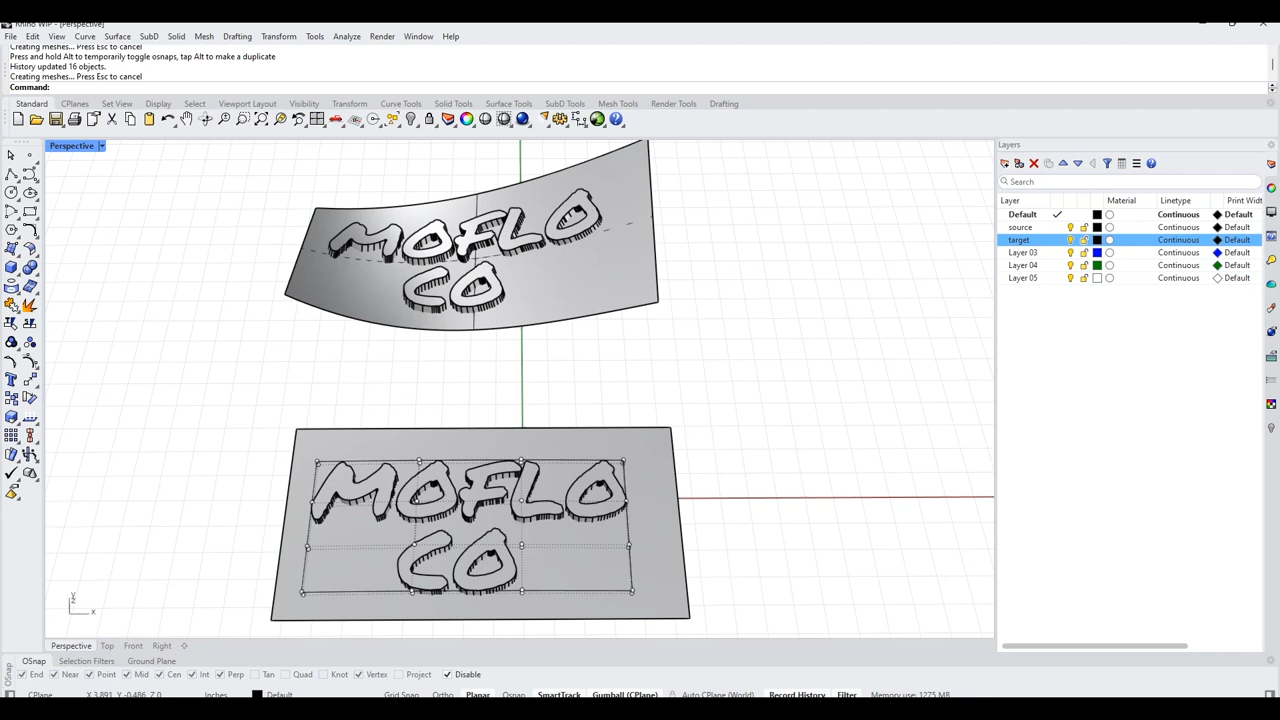 Rhino WIP - [Perspective]
File Edit View Curve Surface SubD Solid Mesh Drafting Transform Tools Analyze Render Window Help
Creating meshes... Press Esc to cancel
Press and hold Alt to temporarily toggle osnaps, tap Alt to make a duplicate
History updated 16 objects.
Creating meshes... Press Esc to cancel
Command:
Standard CPlanes Set View Display Select Viewport Layout Visibility Transform Curve Tools Solid Tools Surface Tools SubD Tools Mesh Tools Render Tools Drafting
Perspective
Layers
Search
Layer Material Linetype Print Widt
Default Continuous Default
source Continuous Default
target Continuous Default
Layer 03 Continuous Default
Layer 04 Continuous Default
Layer 05 Continuous Default
MOFLO
CO
MOFLO
CO
y
z
x
Perspective Top Front Right
OSnap Selection Filters Ground Plane
OSnap
End Near Point Mid Cen Int Perp Tan Quad Knot Vertex Project Disable
CPlane X 3.891 Y -0.486 Z 0 Inches Default Grid Snap Ortho Planar Osnap SmartTrack Gumball (CPlane) Auto CPlane (World) Record History Filter Memory use: 1275 MB